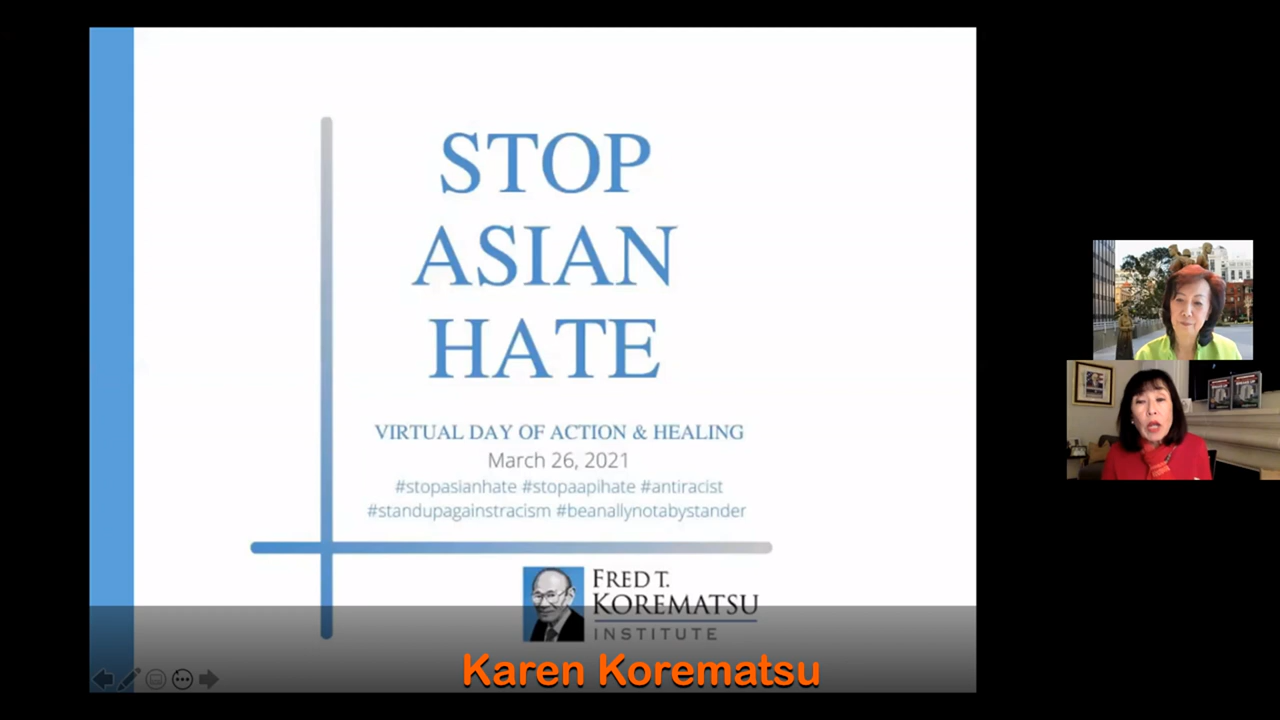 STOP
ASIAN
HATE
VIRTUAL DAY OF ACTION & HEALING
March 26, 2021
#stopasianhate #stopaapihate #antiracist
#standupagainstracism #beanallynotabystander
FRED T.
KOREMATSU
INSTITUTE
Karen Korematsu